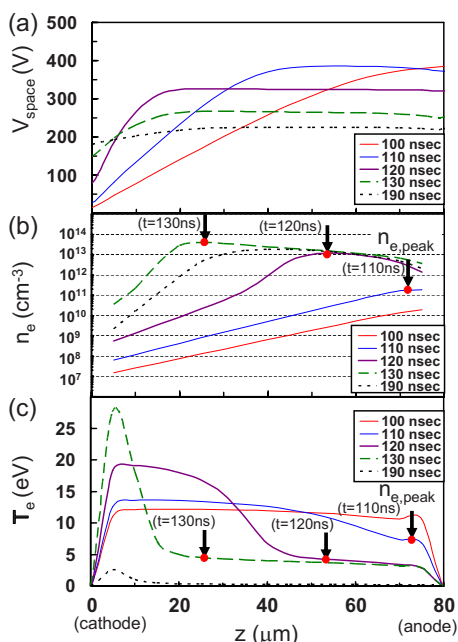 (a)
500
400
300
200
100
V_space (V)
100 nsec
110 nsec
120 nsec
130 nsec
190 nsec
(b)
10^14
10^13
10^12
10^11
10^10
10^9
10^8
10^7
n_e (cm^-3)
(t=130ns)
(t=120ns)
n_e,peak
(t=110ns)
100 nsec
110 nsec
120 nsec
130 nsec
190 nsec
(c)
25
20
15
10
5
0
T_e (eV)
100 nsec
110 nsec
120 nsec
130 nsec
190 nsec
n_e,peak
(t=110ns)
(t=130ns)
(t=120ns)
0 20 40 60 80
(cathode) z (μm) (anode)